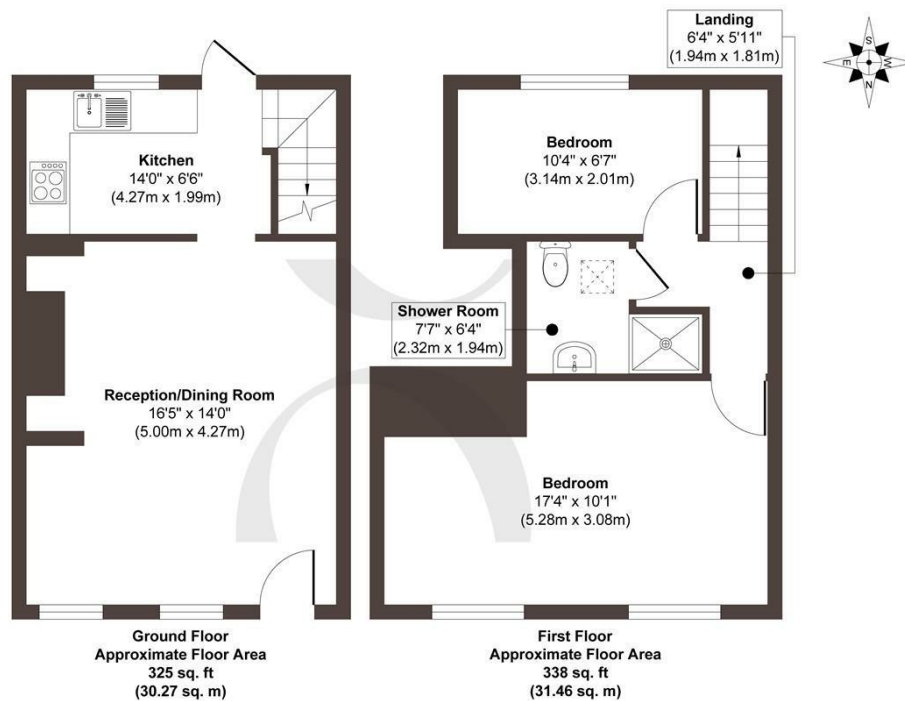 Landing
6'4" x 5'11"
(1.94m x 1.81m)
S
E
W
N
Kitchen
14'0" x 6'6"
(4.27m x 1.99m)
Bedroom
10'4" x 6'7"
(3.14m x 2.01m)
Shower Room
7'7" x 6'4"
(2.32m x 1.94m)
Reception/Dining Room
16'5" x 14'0"
(5.00m x 4.27m)
Bedroom
17'4" x 10'1"
(5.28m x 3.08m)
Ground Floor
Approximate Floor Area
325 sq. ft
(30.27 sq. m)
First Floor
Approximate Floor Area
338 sq. ft
(31.46 sq. m)